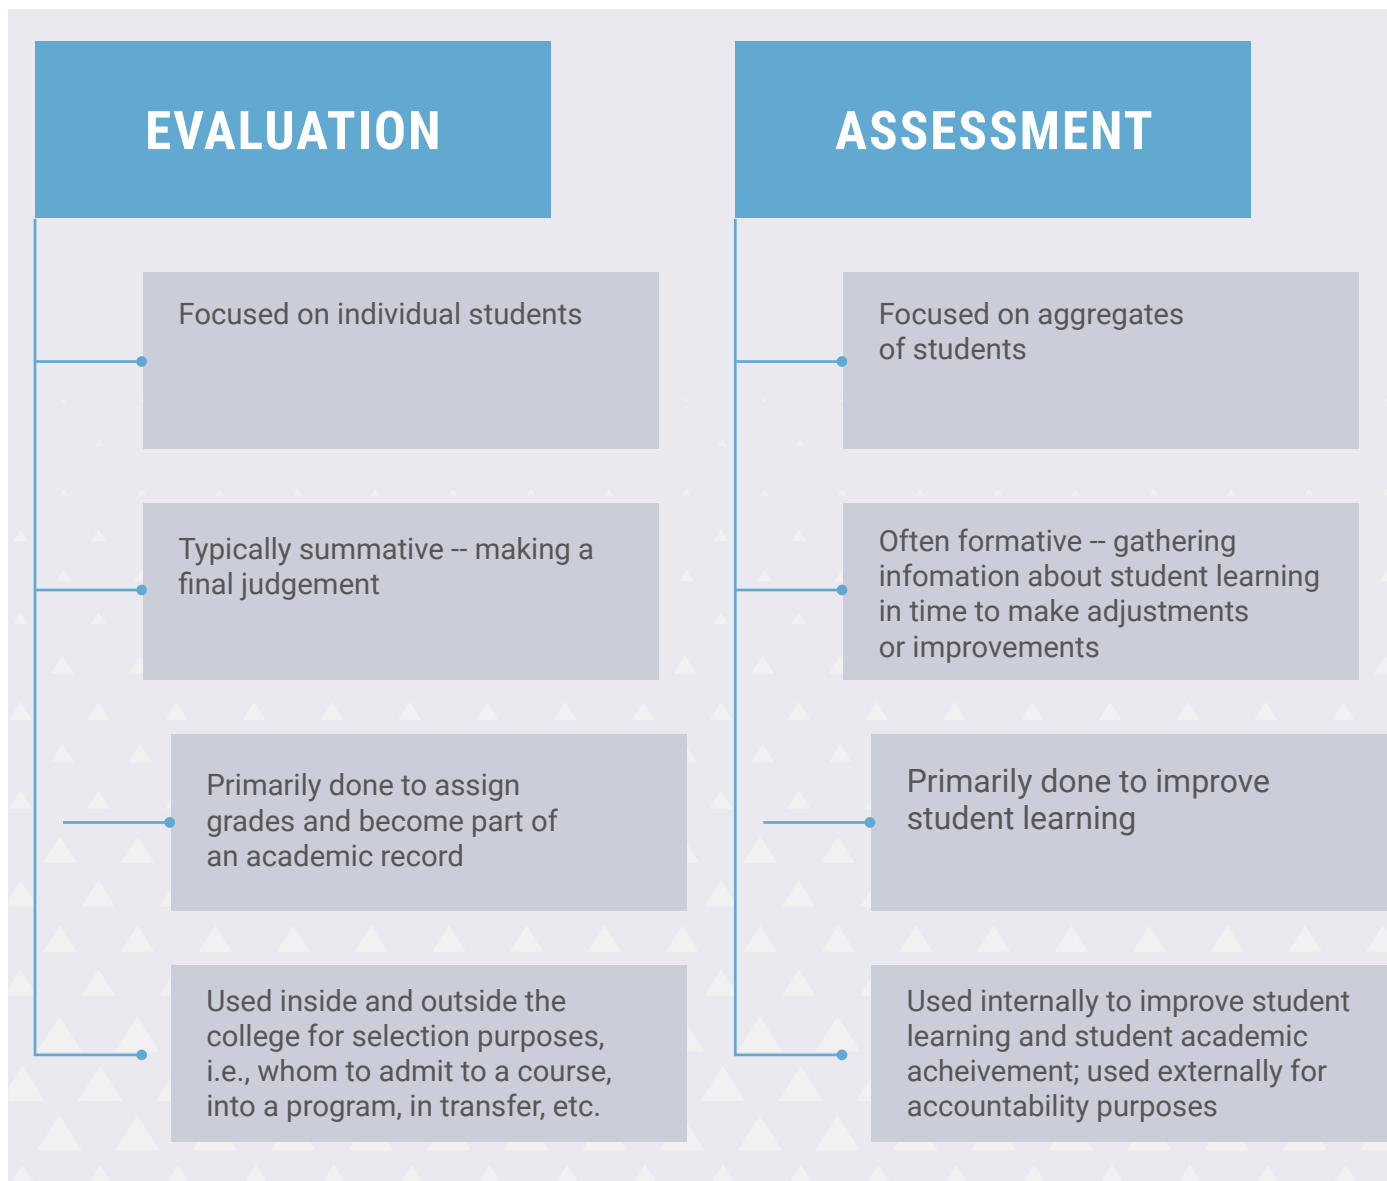 EVALUATION
Focused on individual students
Typically summative -- making a
final judgement
Primarily done to assign
grades and become part of
an academic record
Used inside and outside the
college for selection purposes,
i.e., whom to admit to a course,
into a program, in transfer, etc.
ASSESSMENT
Focused on aggregates
of students
Often formative -- gathering
infomation about student learning
in time to make adjustments
or improvements
Primarily done to improve
student learning
Used internally to improve student
learning and student academic
acheivement; used externally for
accountability purposes